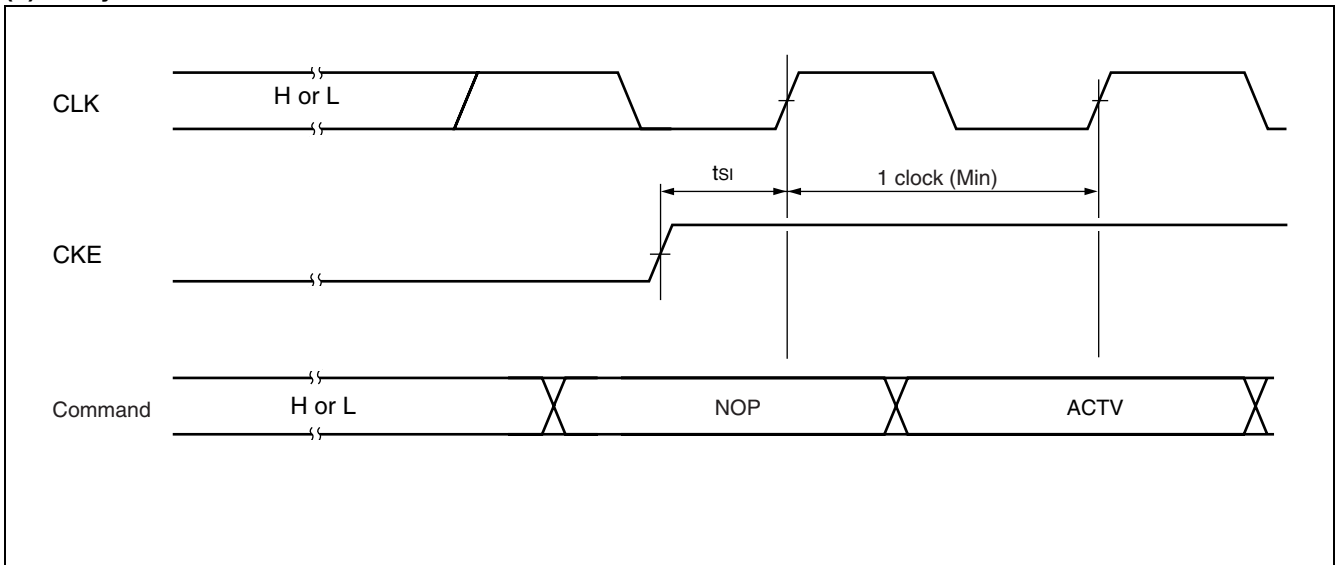 CLK
H or L
tSI
1 clock (Min)
CKE
Command
H or L
NOP
ACTV